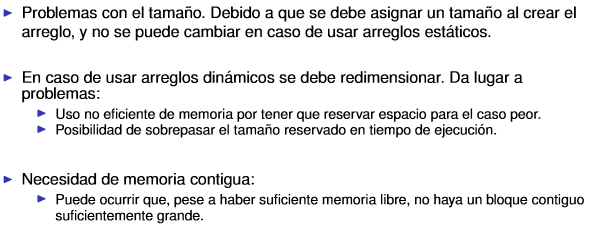 Problemas con el tamaño. Debido a que se debe asignar un tamaño al crear el
arreglo, y no se puede cambiar en caso de usar arreglos estáticos.
En caso de usar arreglos dinámicos se debe redimensionar. Da lugar a
problemas:
Uso no eficiente de memoria por tener que reservar espacio para el caso peor.
Posibilidad de sobrepasar el tamaño reservado en tiempo de ejecución.
Necesidad de memoria contigua:
Puede ocurrir que, pese a haber suficiente memoria libre, no haya un bloque contiguo
suficientemente grande.